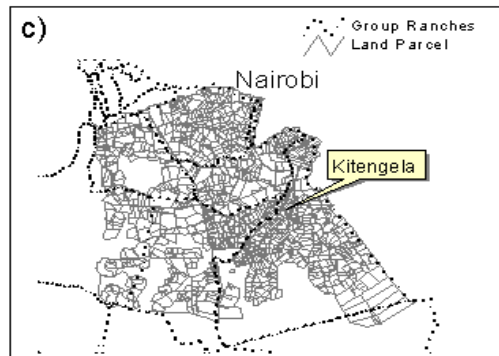 c)
Group Ranches
Land Parcel
Nairobi
Kitengela